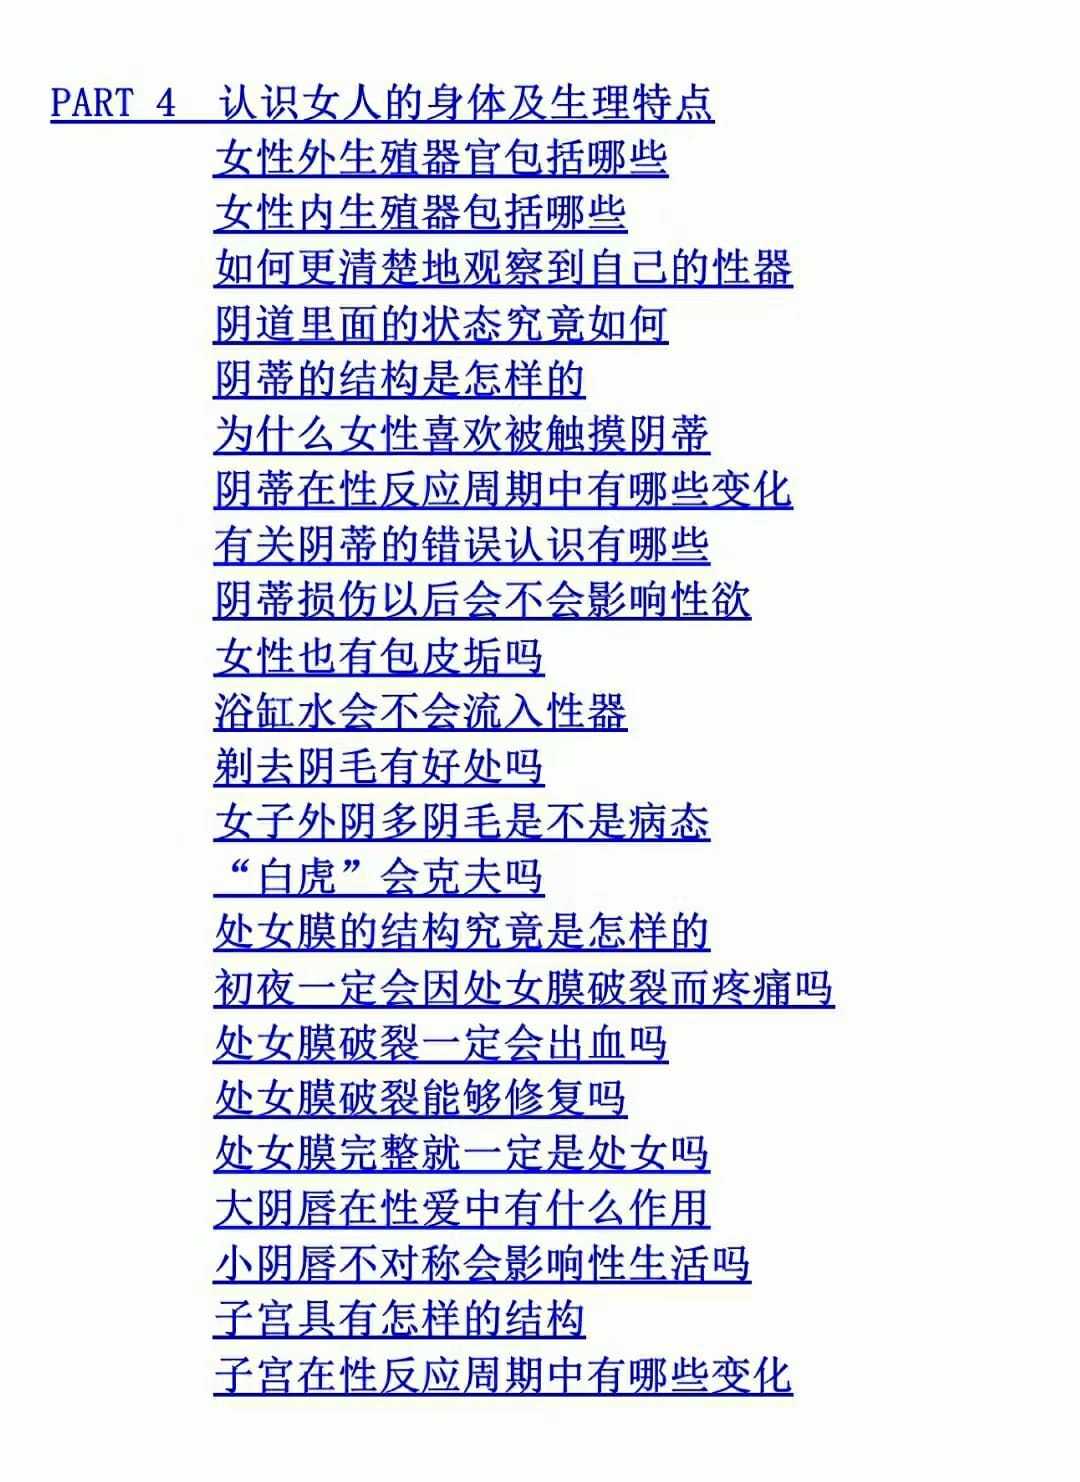 PART 4 认识女人的身体及生理特点
女性外生殖器官包括哪些
女性内生殖器包括哪些
如何更清楚地观察到自己的性器
阴道里面的状态究竟如何
阴蒂的结构是怎样的
为什么女性喜欢被触摸阴蒂
阴蒂在性反应周期中有哪些变化
有关阴蒂的错误认识有哪些
阴蒂损伤以后会不会影响性欲
女性也有包皮垢吗
浴缸水会不会流入性器
剃去阴毛有好处吗
女子外阴多阴毛是不是病态
“白虎”会克夫吗
处女膜的结构究竟是怎样的
初夜一定会因处女膜破裂而疼痛吗
处女膜破裂一定会出血吗
处女膜破裂能够修复吗
处女膜完整就一定是处女吗
大阴唇在性爱中有什么作用
小阴唇不对称会影响性生活吗
子宫具有怎样的结构
子宫在性反应周期中有哪些变化